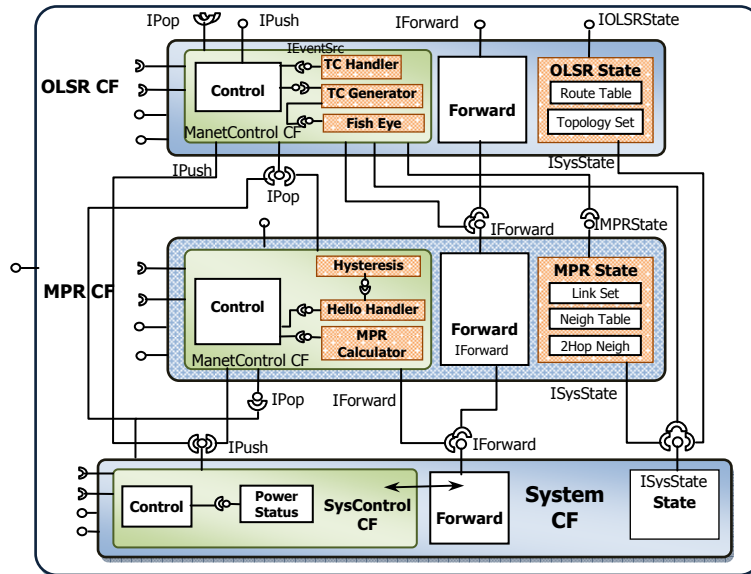 IPop
IPush
IForward
IOLSRState
IEventSrc
OLSR CF
Control
TC Handler
TC Generator
Fish Eye
ManetControl CF
Forward
OLSR State
Route Table
Topology Set
IPush
IPop
ISysState
IForward
IMPRState
MPR CF
Control
Hysteresis
Hello Handler
MPR
Calculator
ManetControl CF
Forward
IForward
MPR State
Link Set
Neigh Table
2Hop Neigh
IPop
IForward
ISysState
IPush
IForward
Control
Power
Status
SysControl
CF
Forward
System
CF
ISysState
State